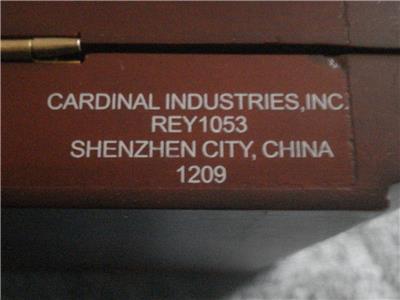 CARDINAL INDUSTRIES,INC.
REY1053
SHENZHEN CITY, CHINA
1209